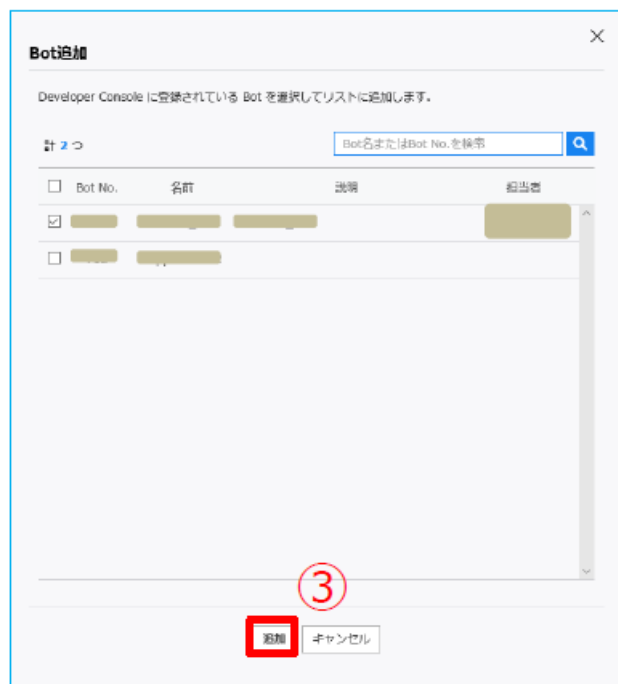 Bot追加
Developer Console に登録されている Bot を選択してリストに追加します。
計 2 つ
Bot名またはBot No.を検索
Bot No. 名前 説明 担当者
③
追加 キャンセル